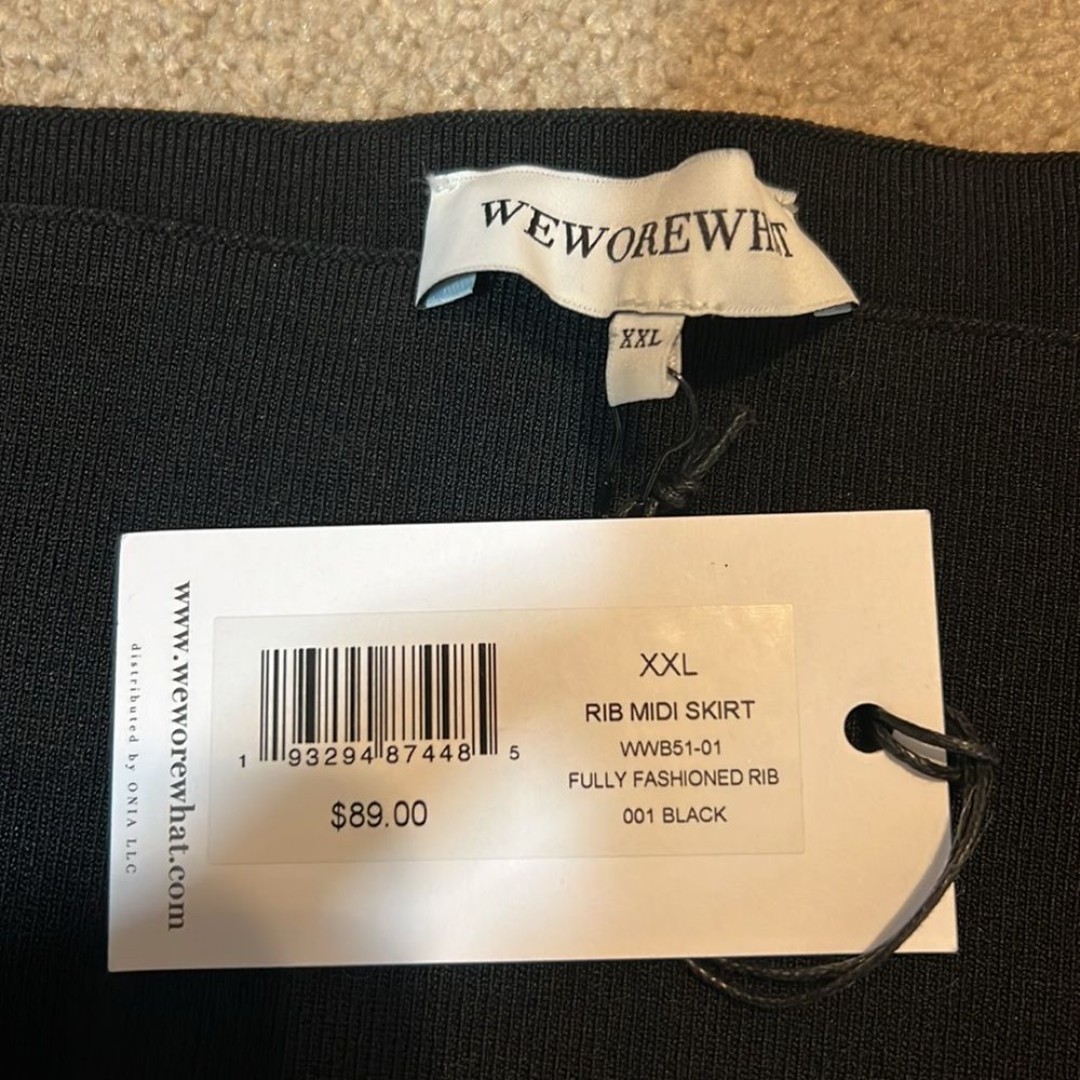 WEWOREWHAT
XXL
www.weworewhat.com
distributed by ONIA LLC
1 93294 87448 5
$89.00
XXL
RIB MIDI SKIRT
WWB51-01
FULLY FASHIONED RIB
001 BLACK